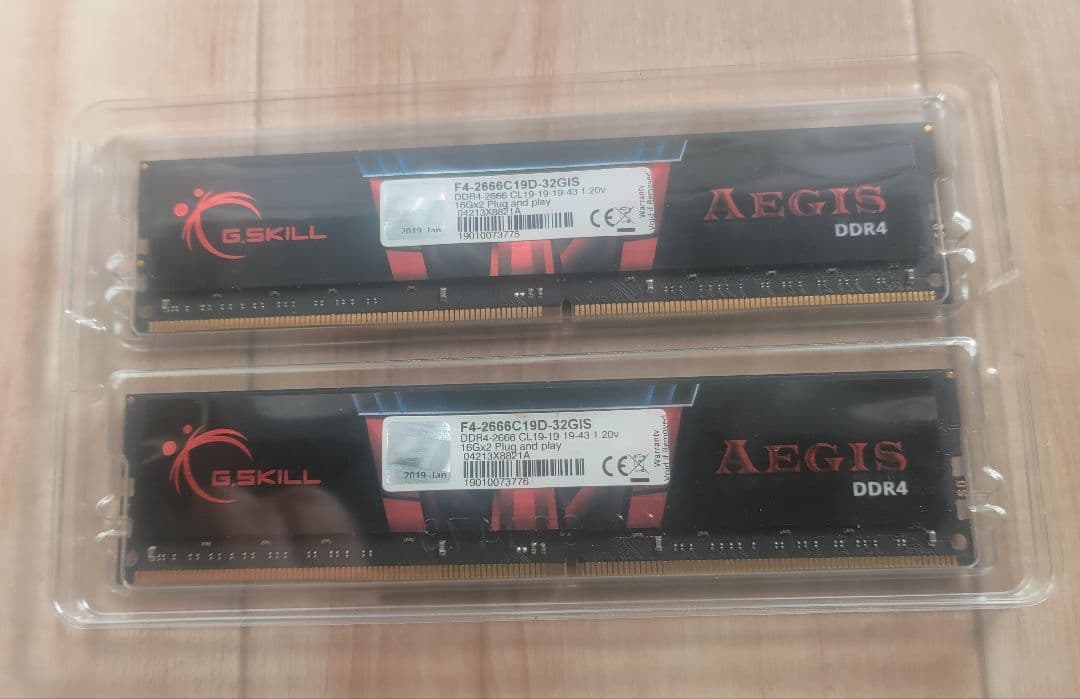 G.SKILL
F4-2666C19D-32GIS
DDR4-2666 CL19-19-19-43 1.20v
16Gx2 Plug and play
04213X8821A
2019 Jan
19010073775
CE
Warranty
Void if Removed
AEGIS
DDR4
G.SKILL
F4-2666C19D-32GIS
DDR4-2666 CL19-19-19-43 1.20v
16Gx2 Plug and play
04213X8821A
2019 Jan
19010073776
CE
Warranty
Void if Removed
AEGIS
DDR4